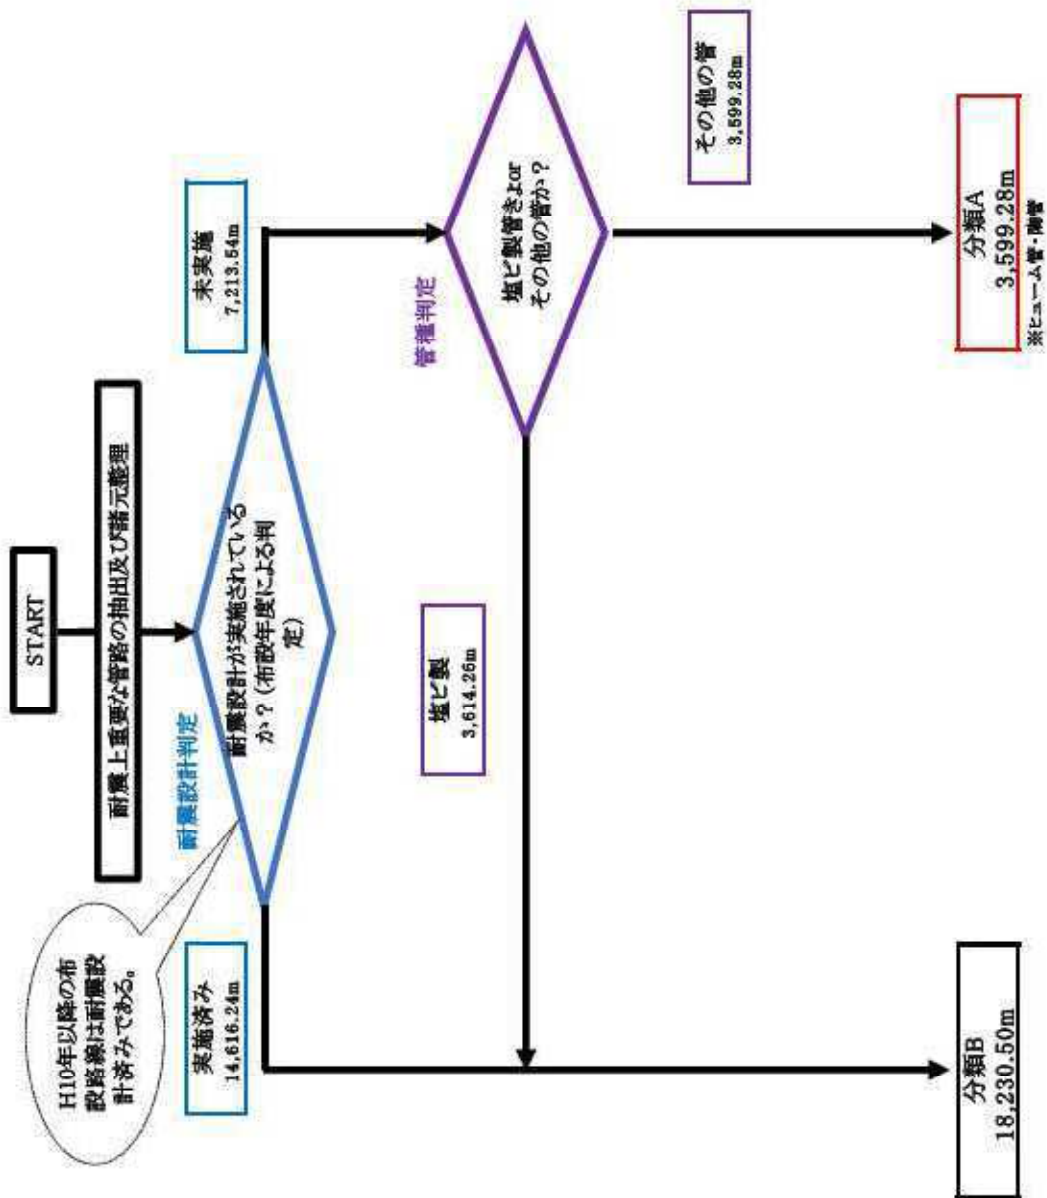 START
耐震上重要な管路の抽出及び諸元整理
H10年以降の布
設路線は耐震設
計済みである。
耐震設計判定
耐震設計が実施されている
か？（布設年度による判
定）
実施済み
14,616.24m
未実施
7,213.54m
管種判定
塩ビ製管きょor
その他の管か？
塩ビ製
3,614.26m
その他の管
3,599.28m
分類B
18,230.50m
分類A
3,599.28m
※ヒューム管・陶管